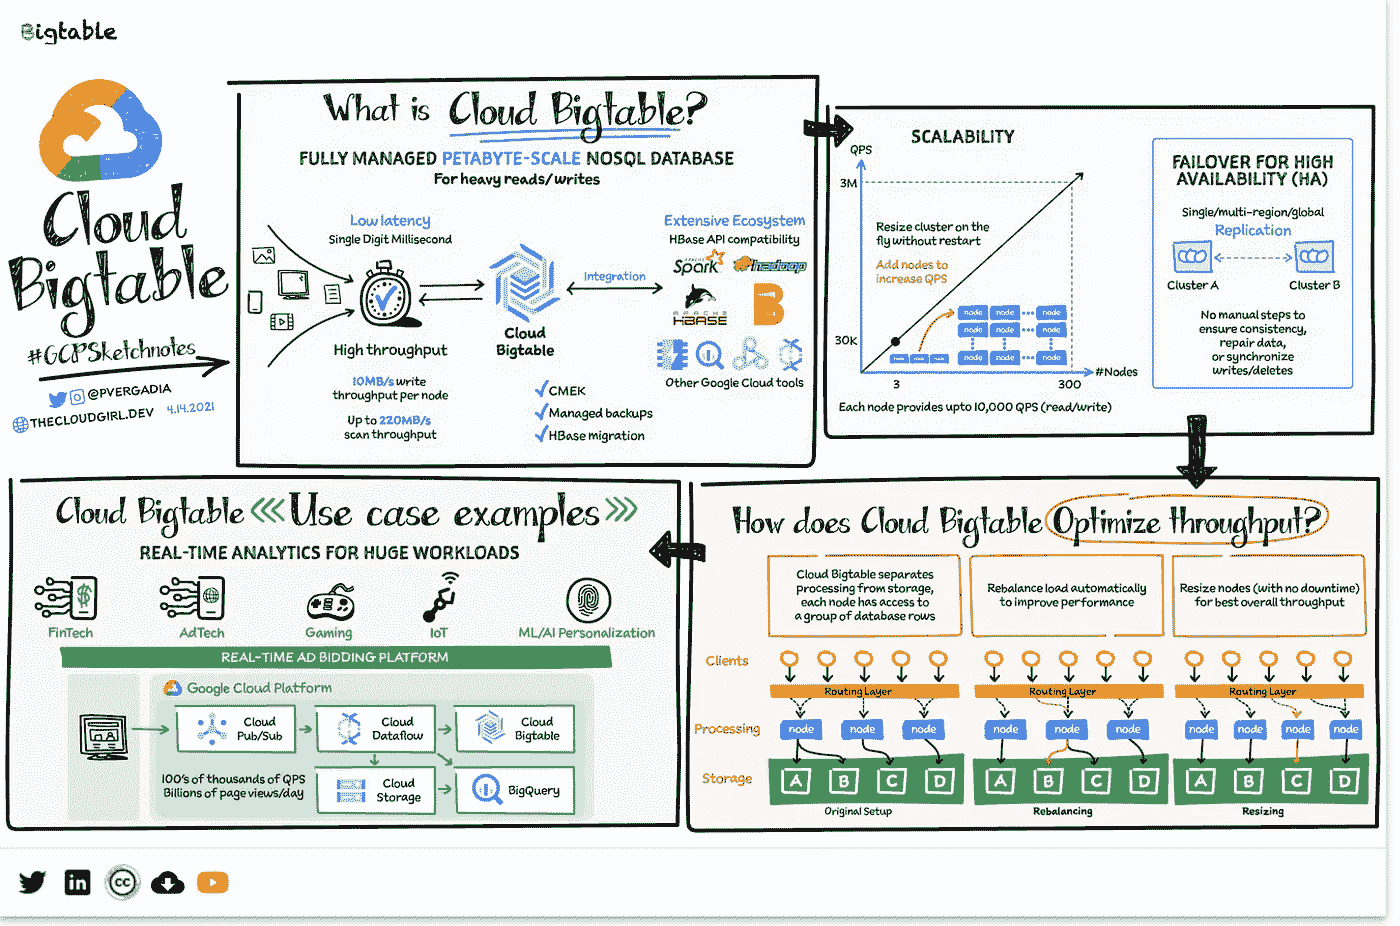 Bigtable
Cloud
Bigtable
#GCPSketchnotes
@PVERGADIA
THECLOUDGIRL.DEV 4.14.2021
What is Cloud Bigtable?
FULLY MANAGED PETABYTE-SCALE NOSQL DATABASE
For heavy reads/writes
Low latency
Single Digit Millisecond
High throughput
10MB/s write
throughput per node
Up to 220MB/s
scan throughput
Cloud
Bigtable
Integration
CMEK
Managed backups
HBase migration
Extensive Ecosystem
HBase API compatibility
APACHE
Spark
hadoop
APACHE
HBASE
Other Google Cloud tools
SCALABILITY
QPS
3M
30K
Resize cluster on the
fly without restart
Add nodes to
increase QPS
node node node
node node node
node node node
node node node
3
300
#Nodes
Each node provides upto 10,000 QPS (read/write)
FAILOVER FOR HIGH
AVAILABILITY (HA)
Single/multi-region/global
Replication
Cluster A
Cluster B
No manual steps to
ensure consistency,
repair data,
or synchronize
writes/deletes
How does Cloud Bigtable Optimize throughput?
Cloud Bigtable separates
processing from storage,
each node has access to
a group of database rows
Rebalance load automatically
to improve performance
Resize nodes (with no downtime)
for best overall throughput
Clients
Routing Layer
Routing Layer
Routing Layer
Processing
node node node
node node node
node node node node
Storage
A B C D
A B C D
A B C D
Original Setup
Rebalancing
Resizing
Cloud Bigtable Use case examples
REAL-TIME ANALYTICS FOR HUGE WORKLOADS
FinTech
AdTech
Gaming
IoT
ML/AI Personalization
REAL-TIME AD BIDDING PLATFORM
Google Cloud Platform
Cloud
Pub/Sub
Cloud
Dataflow
Cloud
Bigtable
100's of thousands of QPS
Billions of page views/day
Cloud
Storage
BigQuery
in
cc